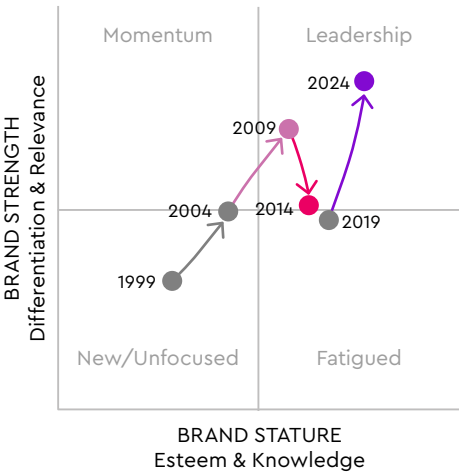 Momentum
Leadership
2024
2009
2004
2014
2019
1999
New/Unfocused
Fatigued
BRAND STRENGTH
Differentiation & Relevance
BRAND STATURE
Esteem & Knowledge